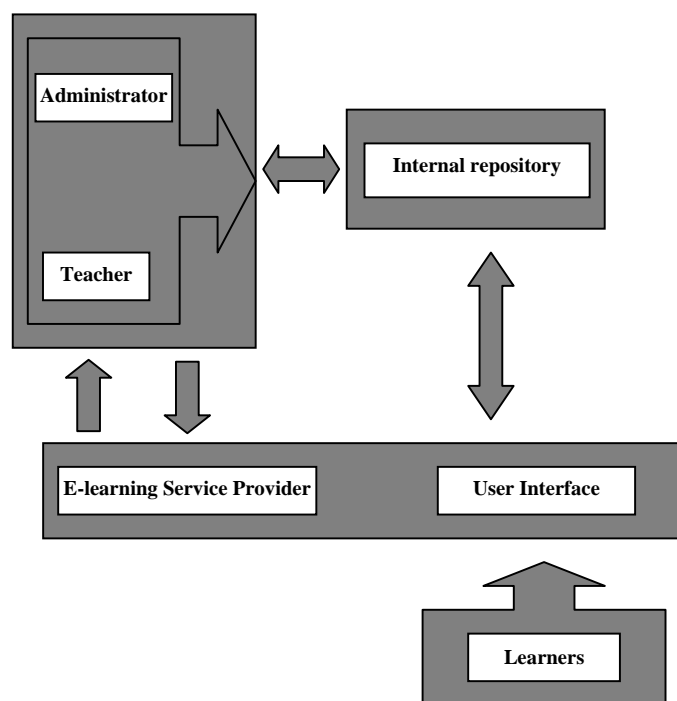 Administrator
Internal repository
Teacher
E-learning Service Provider
User Interface
Learners